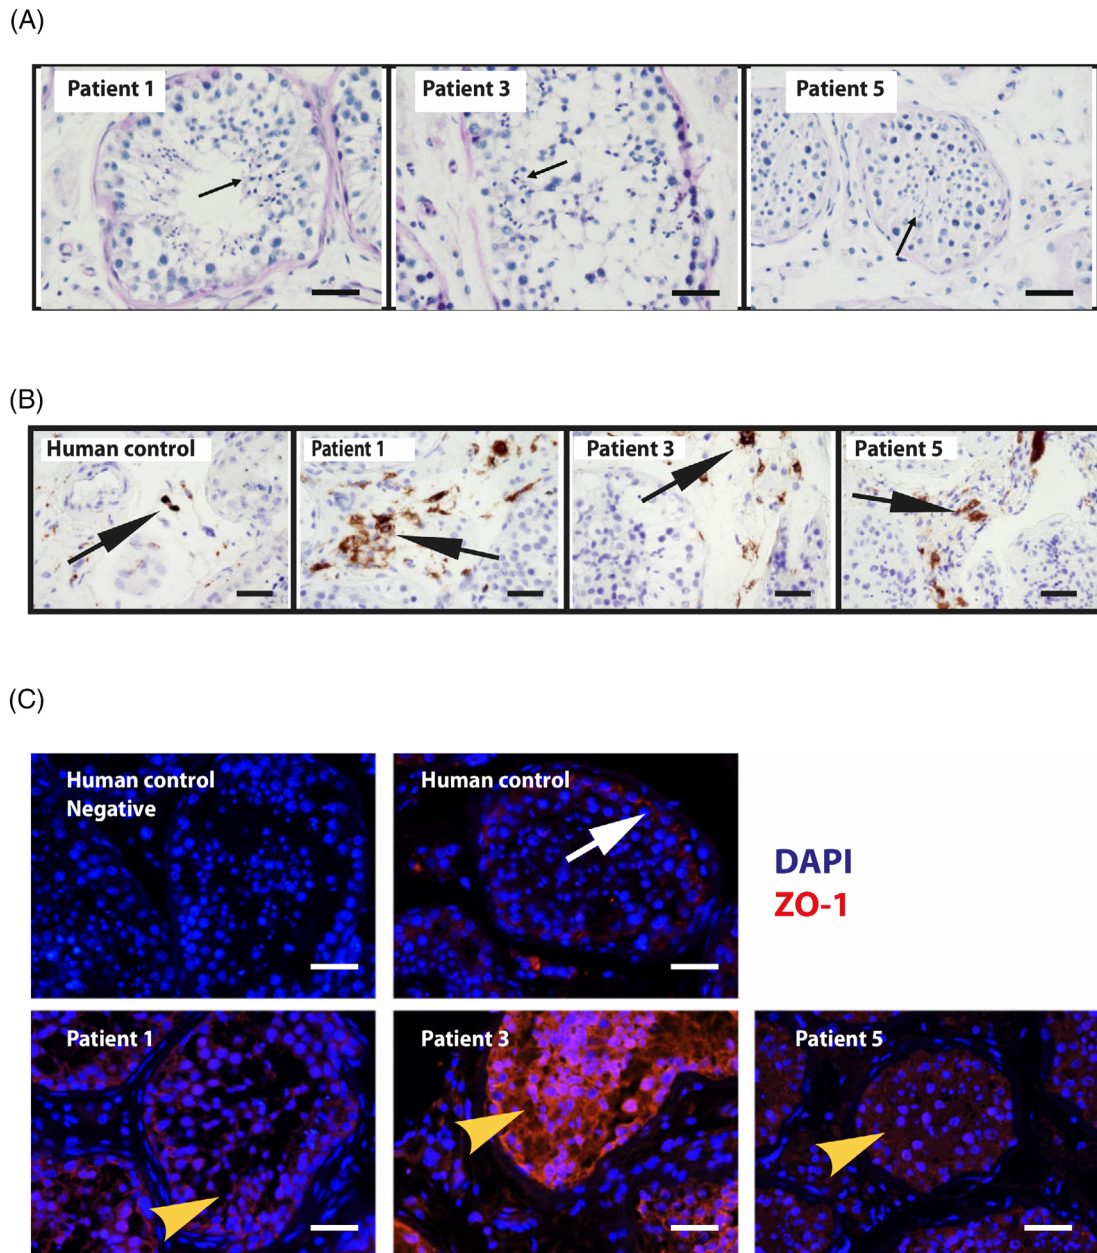 (A)
Patient 1
Patient 3
Patient 5
(B)
Human control
Patient 1
Patient 3
Patient 5
(C)
Human control
Negative
Human control
DAPI
ZO-1
Patient 1
Patient 3
Patient 5